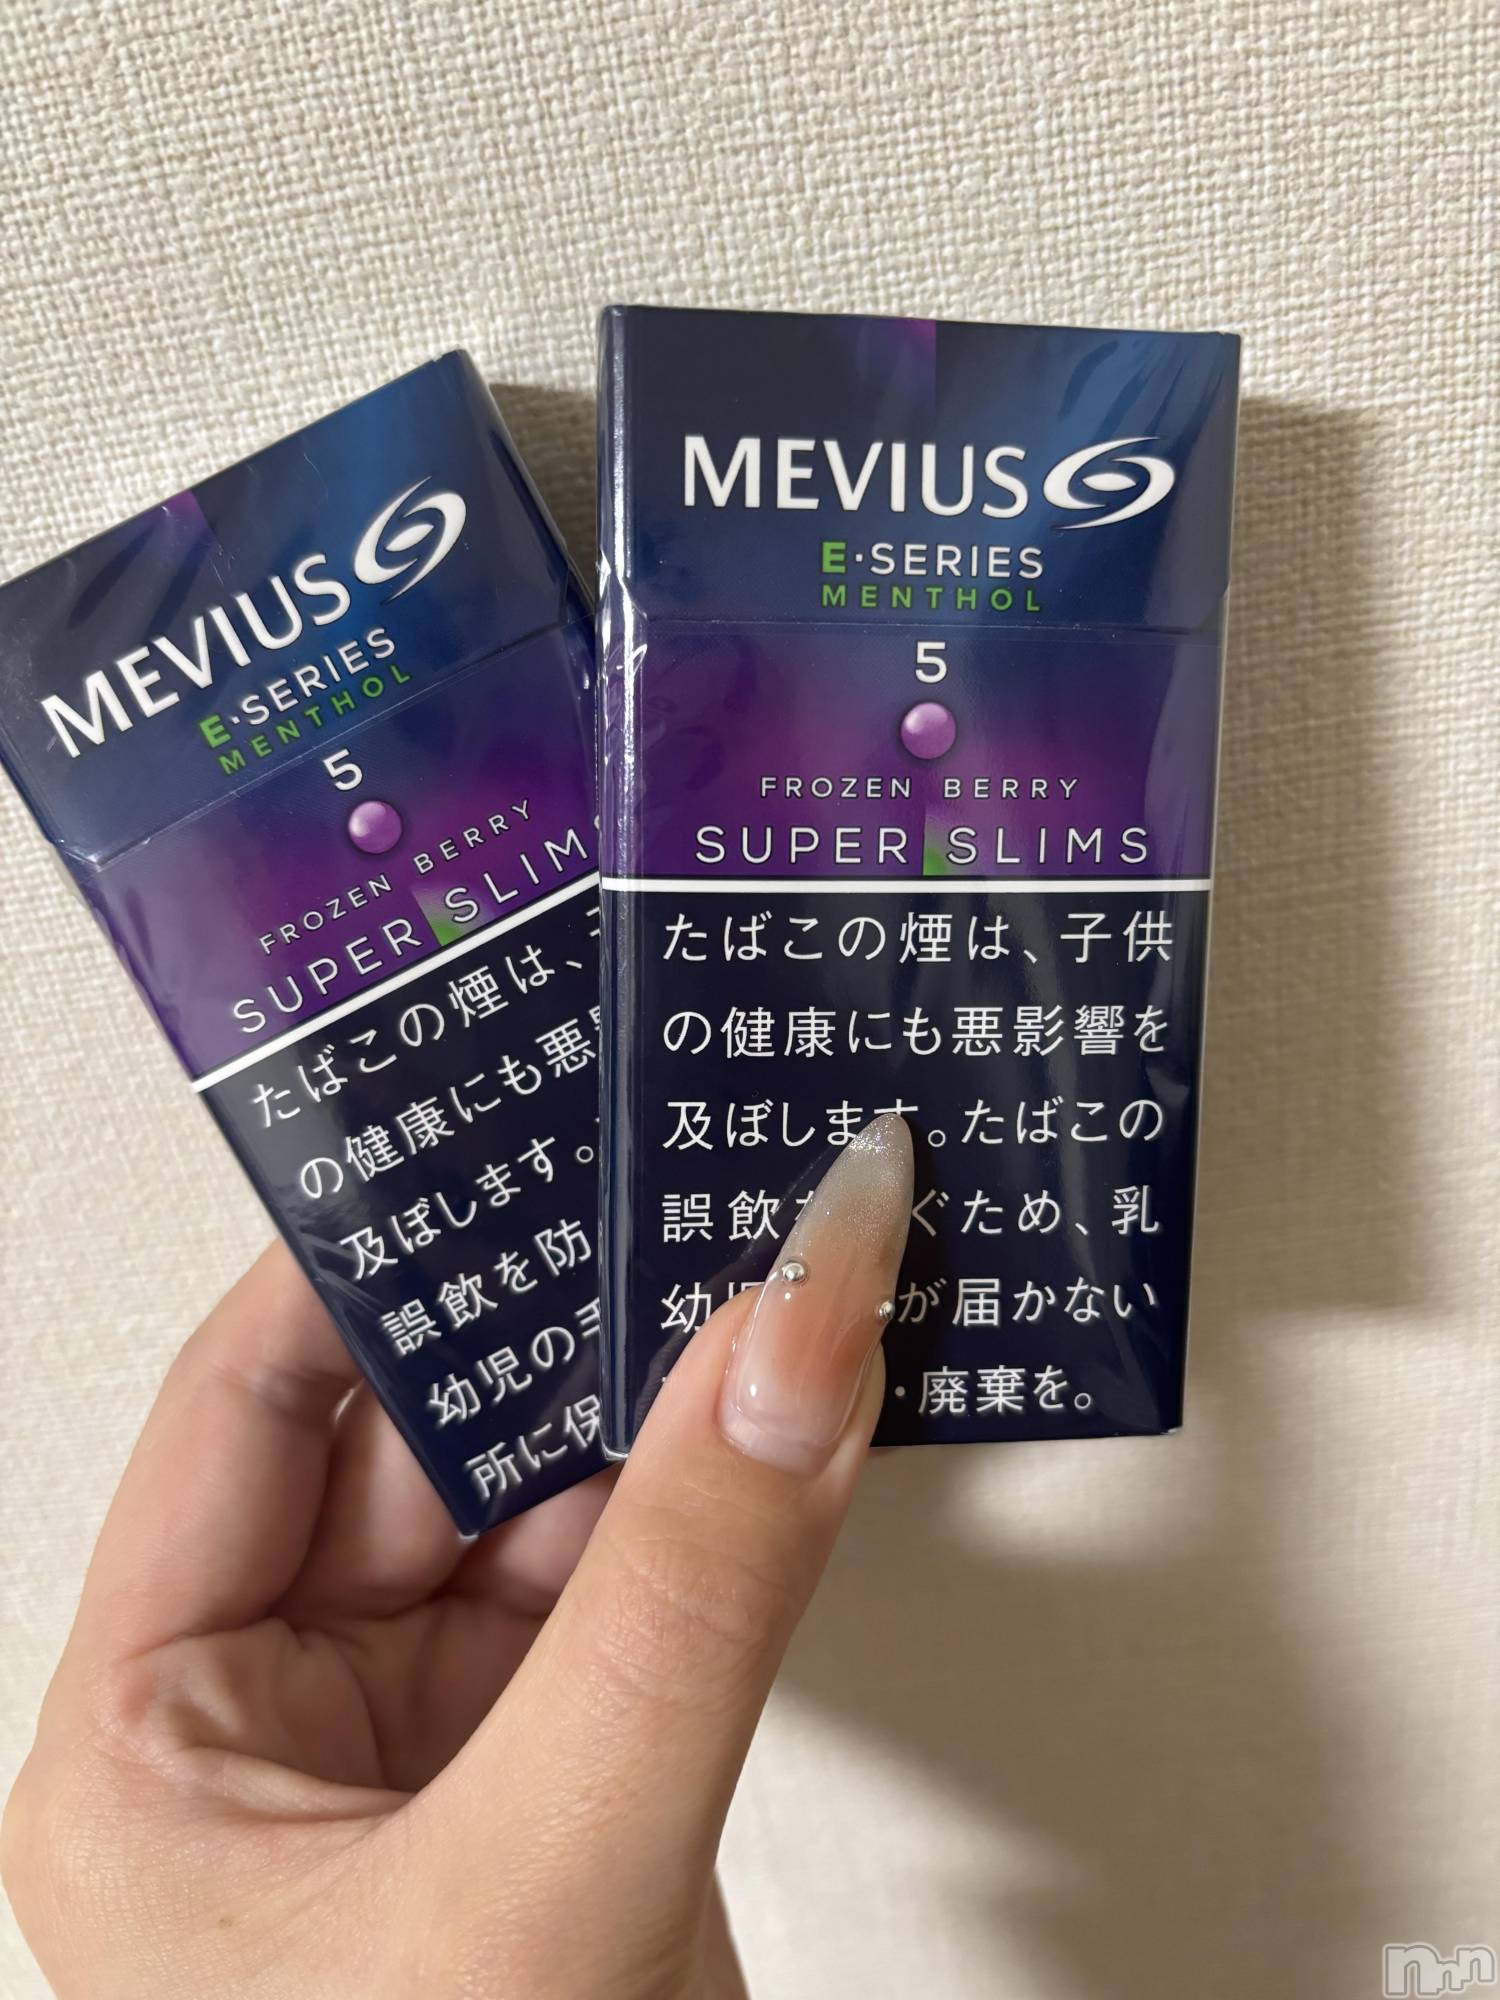 MEVIUS
E·SERIES
MENTHOL
5
FROZEN BERRY
SUPER SLIMS
たばこの煙は、
の健康にも悪
及ぼします。
誤飲を防
幼児の
所に保
MEVIUS
E·SERIES
MENTHOL
5
FROZEN BERRY
SUPER SLIMS
たばこの煙は、子供
の健康にも悪影響を
及ぼします。たばこの
誤飲 ぐため、乳
幼 が届かない
・廃棄を。
nnn